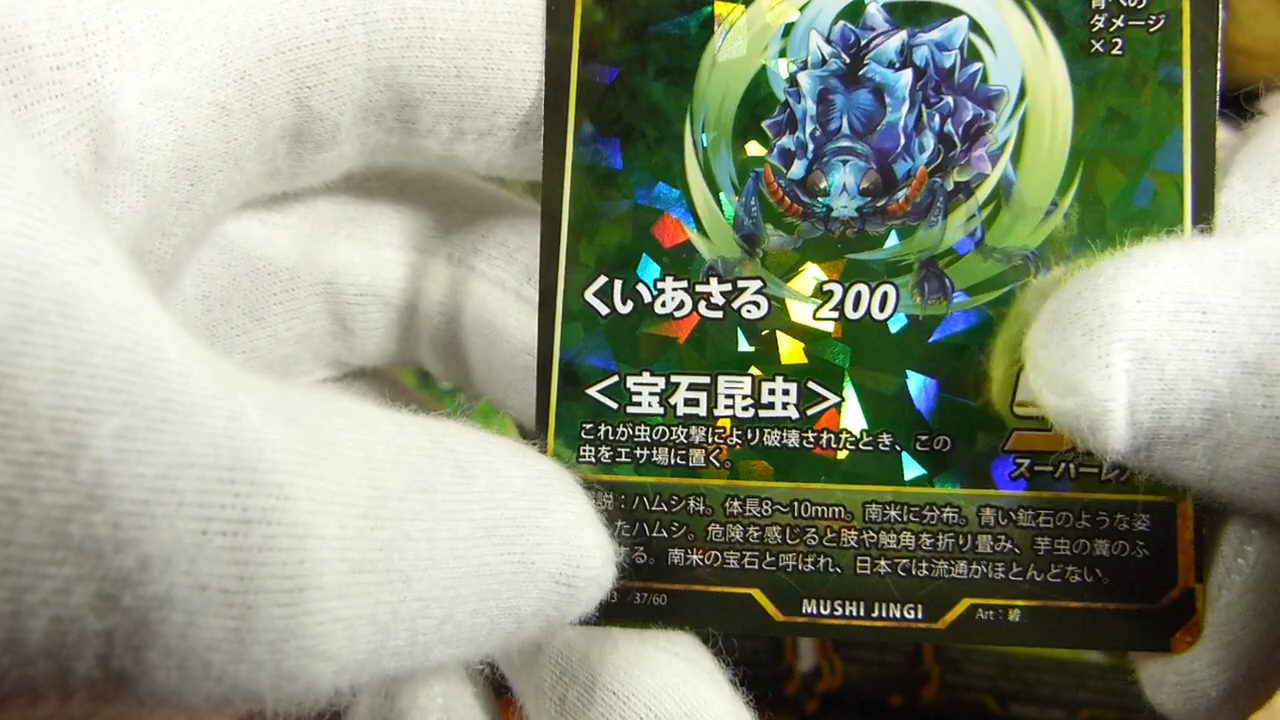 青への
ダメージ
×2
くいあさる 200
＜宝石昆虫＞
これが虫の攻撃により破壊されたとき、この
虫をエサ場に置く。
スーパーレア
説：ハムシ科。体長8〜10mm。南米に分布。青い鉱石のような姿
たハムシ。危険を感じると肢や触角を折り畳み、芋虫の糞のふ
る。南米の宝石と呼ばれ、日本では流通がほとんどない。
37/60
MUSHI JINGI
Art：碧